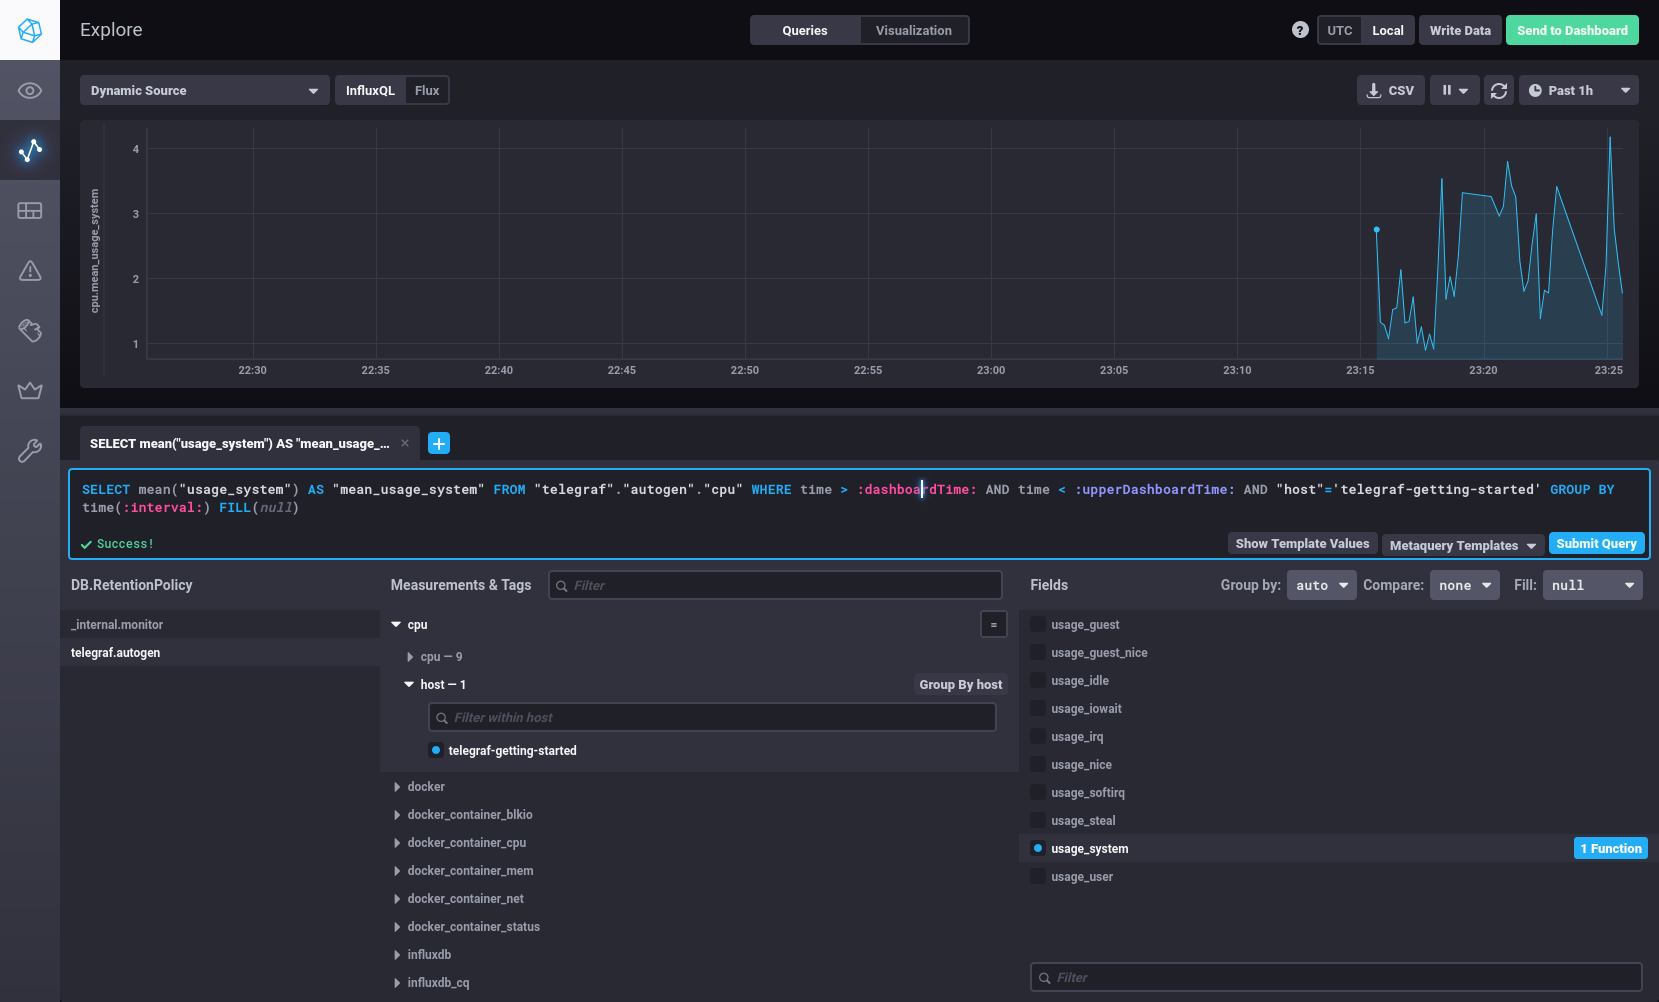 Explore
Queries
Visualization
?
UTC
Local
Write Data
Send to Dashboard
Dynamic Source
InfluxQL
Flux
CSV
Past 1h
cpu.mean_usage_system
4
3
2
1
22:30
22:35
22:40
22:45
22:50
22:55
23:00
23:05
23:10
23:15
23:20
23:25
SELECT mean("usage_system") AS "mean_usage_...
×
+
SELECT mean("usage_system") AS "mean_usage_system" FROM "telegraf"."autogen"."cpu" WHERE time > :dashboardTime: AND time < :upperDashboardTime: AND "host"='telegraf-getting-started' GROUP BY
time(:interval:) FILL(null)
Success!
Show Template Values
Metaquery Templates
Submit Query
DB.RetentionPolicy
_internal.monitor
telegraf.autogen
Measurements & Tags
Filter
cpu
=
cpu — 9
host — 1
Group By host
Filter within host
telegraf-getting-started
docker
docker_container_blkio
docker_container_cpu
docker_container_mem
docker_container_net
docker_container_status
influxdb
influxdb_cq
Fields
Group by:
auto
Compare:
none
Fill:
null
usage_guest
usage_guest_nice
usage_idle
usage_iowait
usage_irq
usage_nice
usage_softirq
usage_steal
usage_system
1 Function
usage_user
Filter